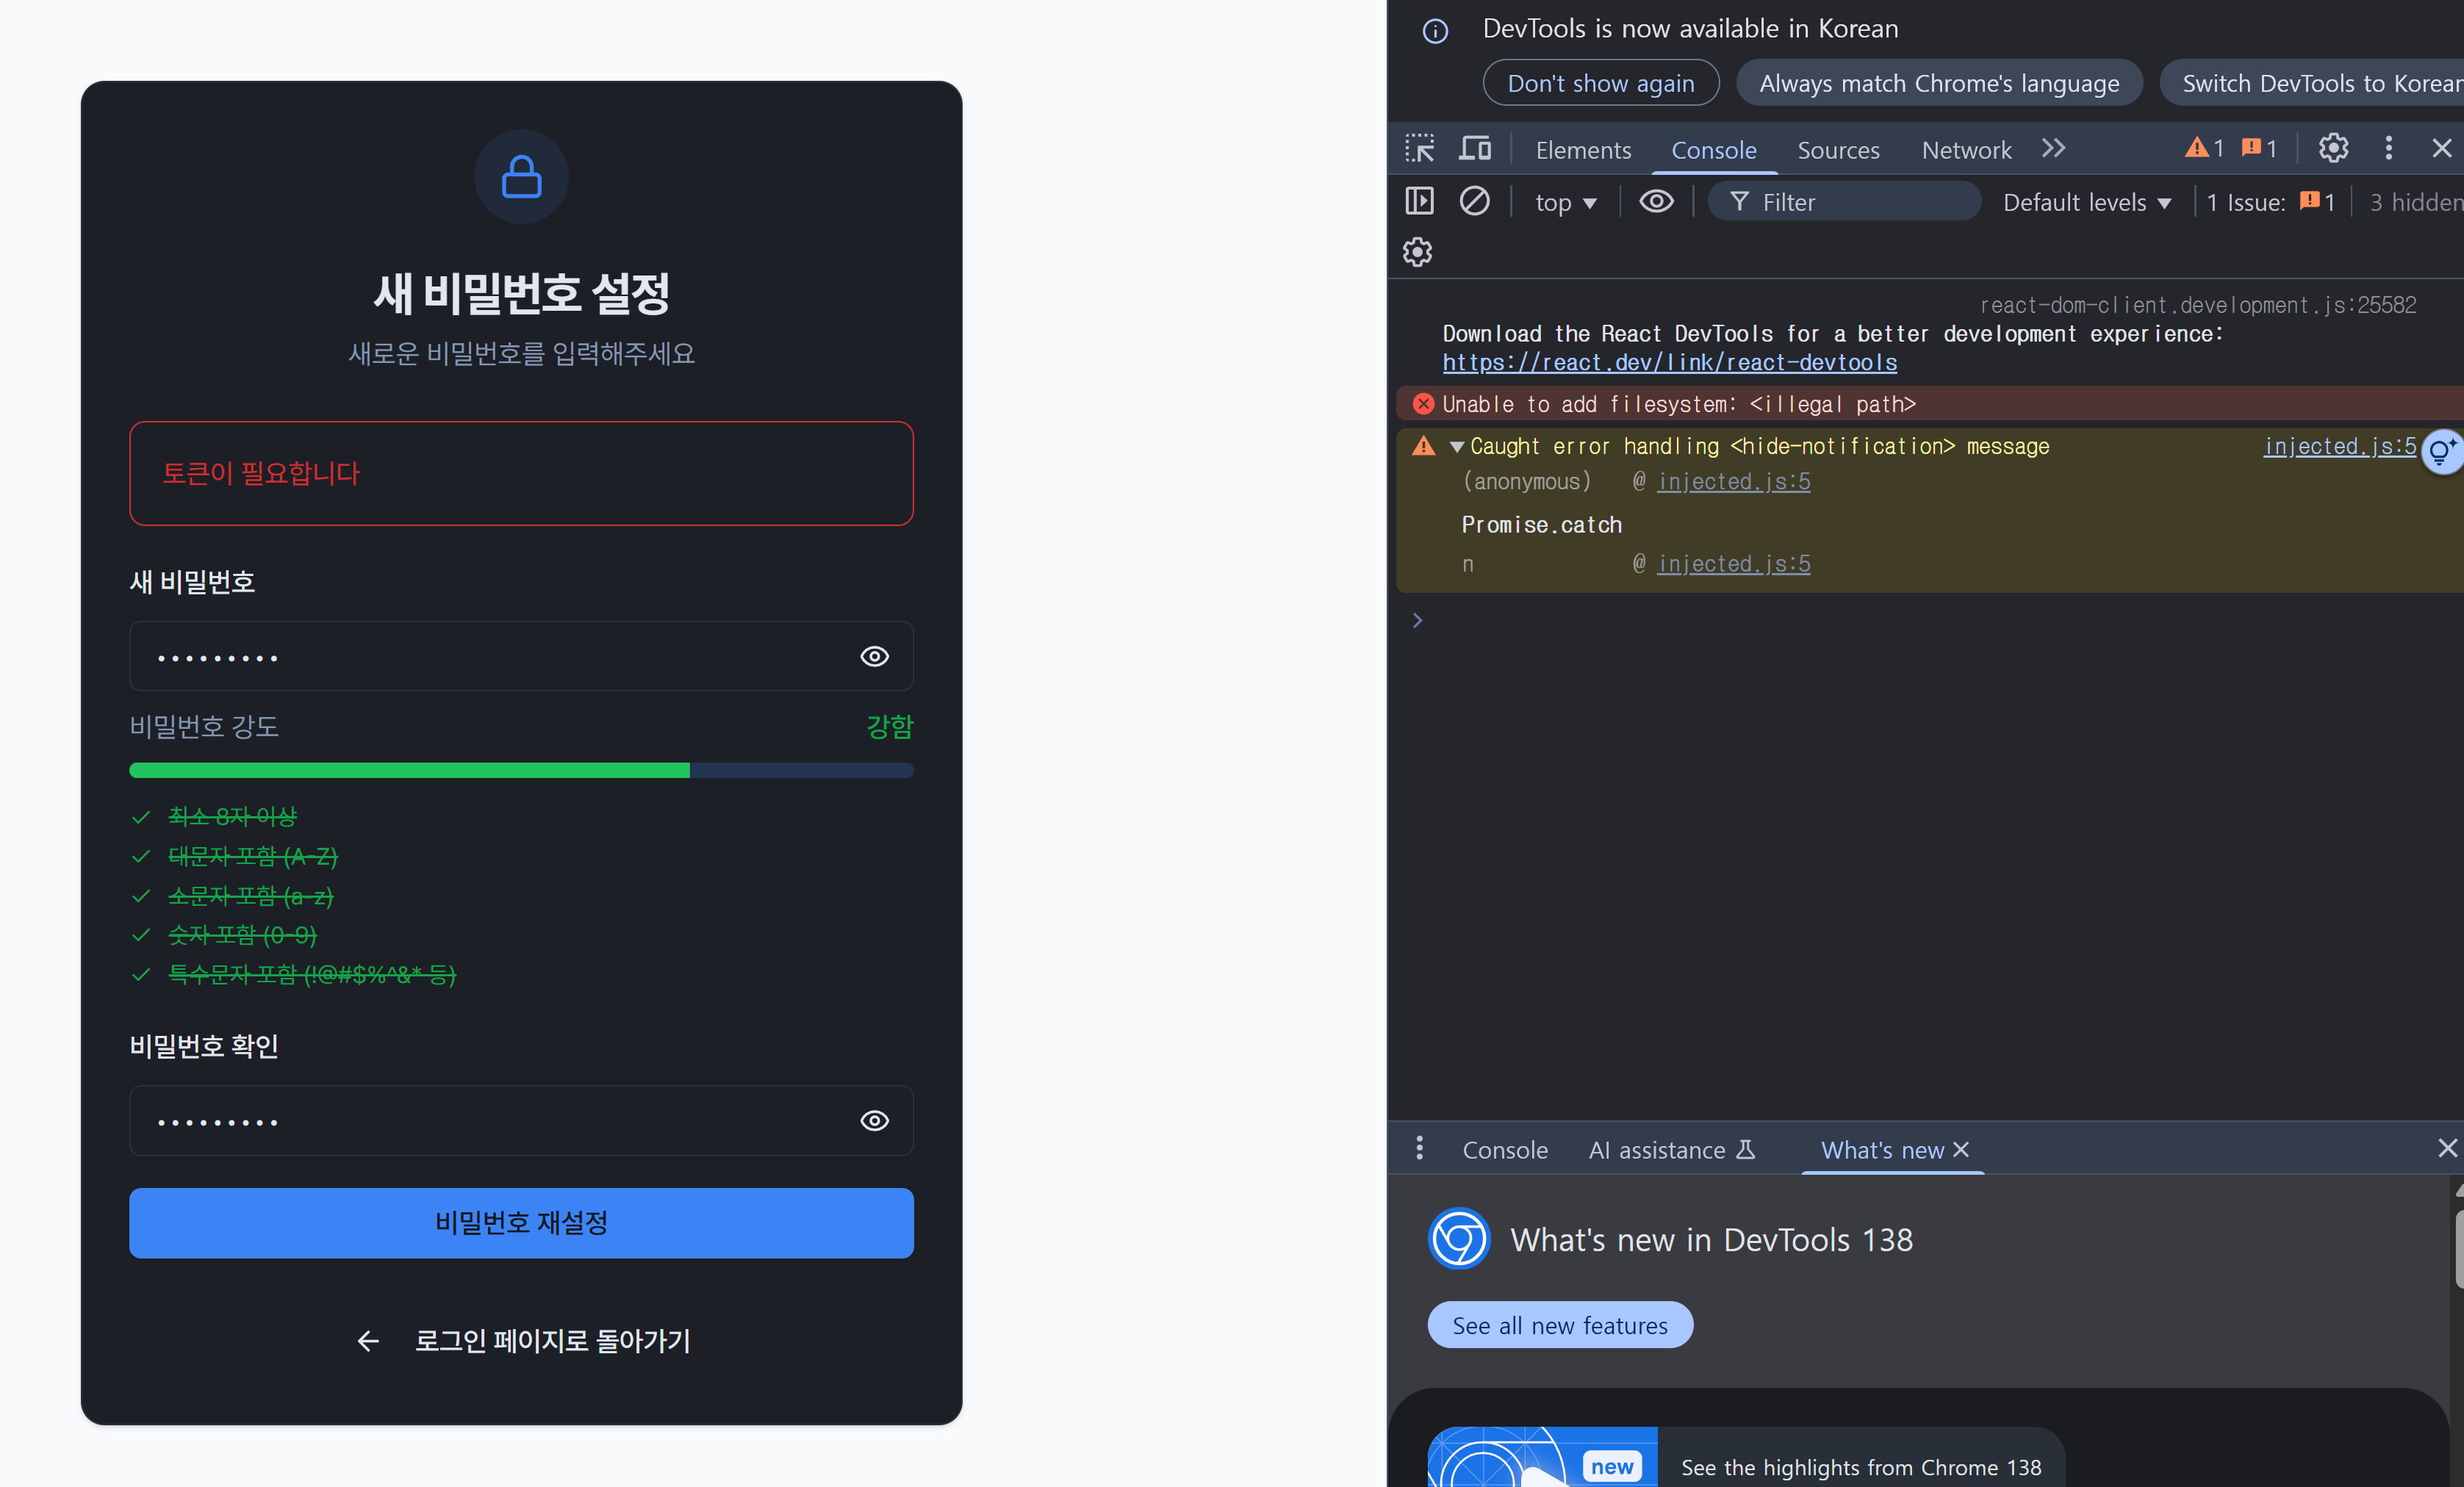 새 비밀번호 설정
새로운 비밀번호를 입력해주세요
토큰이 필요합니다
새 비밀번호
•••••••••
비밀번호 강도 강함
최소 8자 이상
대문자 포함 (A-Z)
소문자 포함 (a-z)
숫자 포함 (0-9)
특수문자 포함 (!@#$%^&* 등)
비밀번호 확인
•••••••••
비밀번호 재설정
로그인 페이지로 돌아가기
DevTools is now available in Korean
Don't show again Always match Chrome's language Switch DevTools to Korean
Elements Console Sources Network 1 1
top Filter Default levels 1 Issue: 1 3 hidden
react-dom-client.development.js:25582
Download the React DevTools for a better development experience:
https://react.dev/link/react-devtools
Unable to add filesystem: <illegal path>
Caught error handling <hide-notification> message injected.js:5
(anonymous) @ injected.js:5
Promise.catch
n @ injected.js:5
Console AI assistance What's new
What's new in DevTools 138
See all new features
new See the highlights from Chrome 138